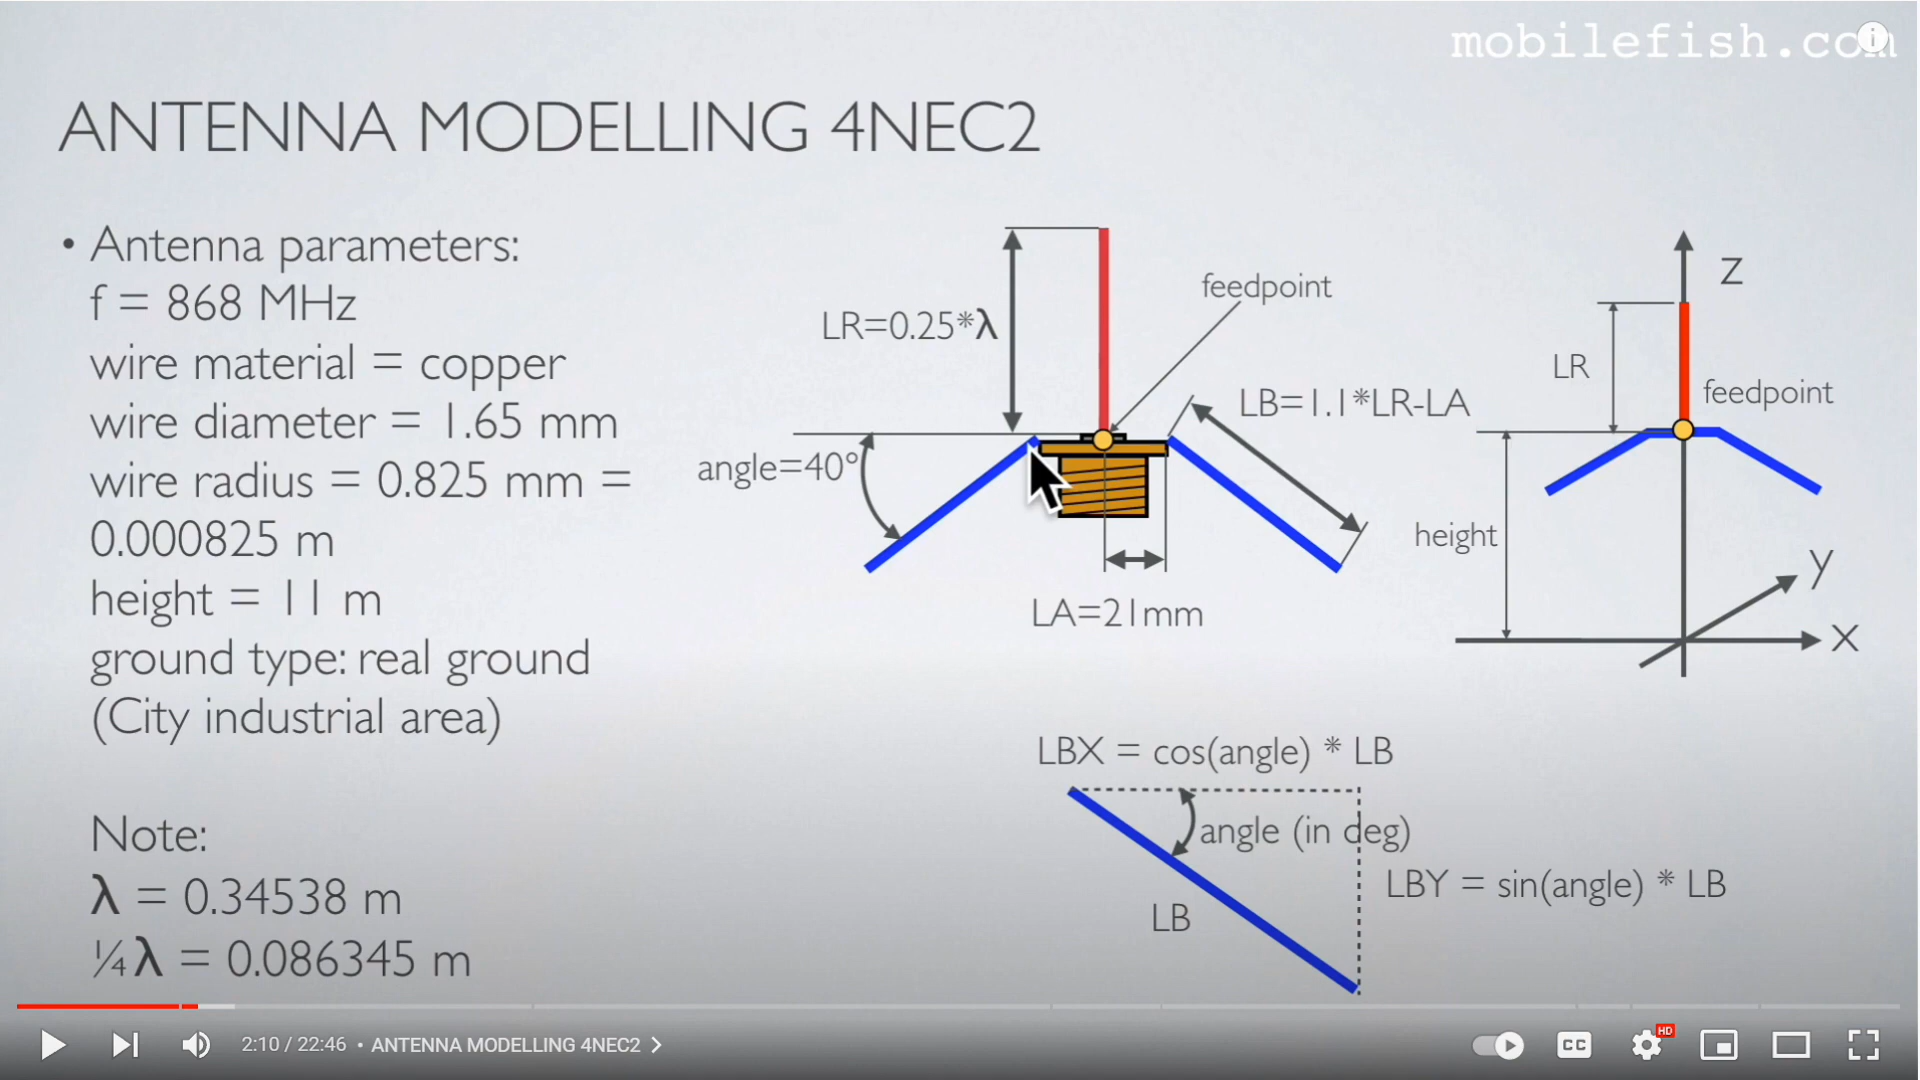 mobilefish.com
ANTENNA MODELLING 4NEC2
• Antenna parameters:
f = 868 MHz
wire material = copper
wire diameter = 1.65 mm
wire radius = 0.825 mm =
0.000825 m
height = 11 m
ground type: real ground
(City industrial area)
Note:
λ = 0.34538 m
¼λ = 0.086345 m
feedpoint
LR=0.25*λ
LB=1.1*LR-LA
angle=40°
LA=21mm
z
LR
feedpoint
height
y
x
LBX = cos(angle) * LB
angle (in deg)
LBY = sin(angle) * LB
LB
2:10 / 22:46 • ANTENNA MODELLING 4NEC2 >
CC
HD